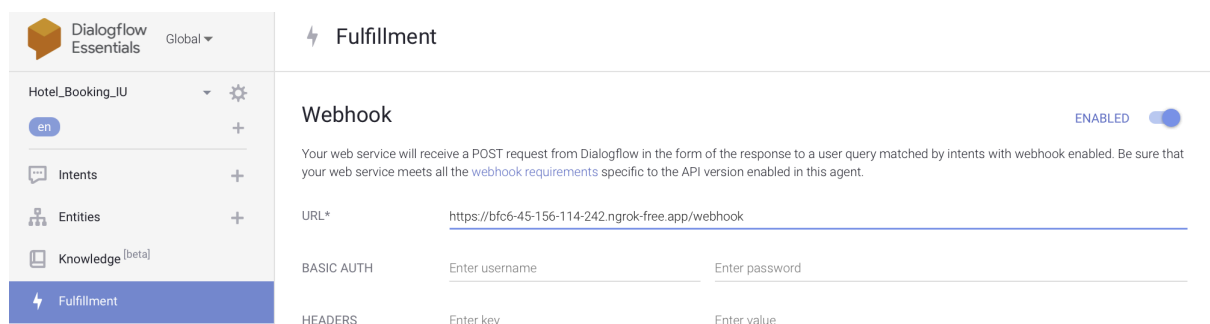 Dialogflow
Essentials
Global
Hotel_Booking_IU
en
Intents
Entities
Knowledge [beta]
Fulfillment
Fulfillment
Webhook
ENABLED
Your web service will receive a POST request from Dialogflow in the form of the response to a user query matched by intents with webhook enabled. Be sure that
your web service meets all the webhook requirements specific to the API version enabled in this agent.
URL*
https://bfc6-45-156-114-242.ngrok-free.app/webhook
BASIC AUTH
Enter username
Enter password
HEADERS
Enter key
Enter value